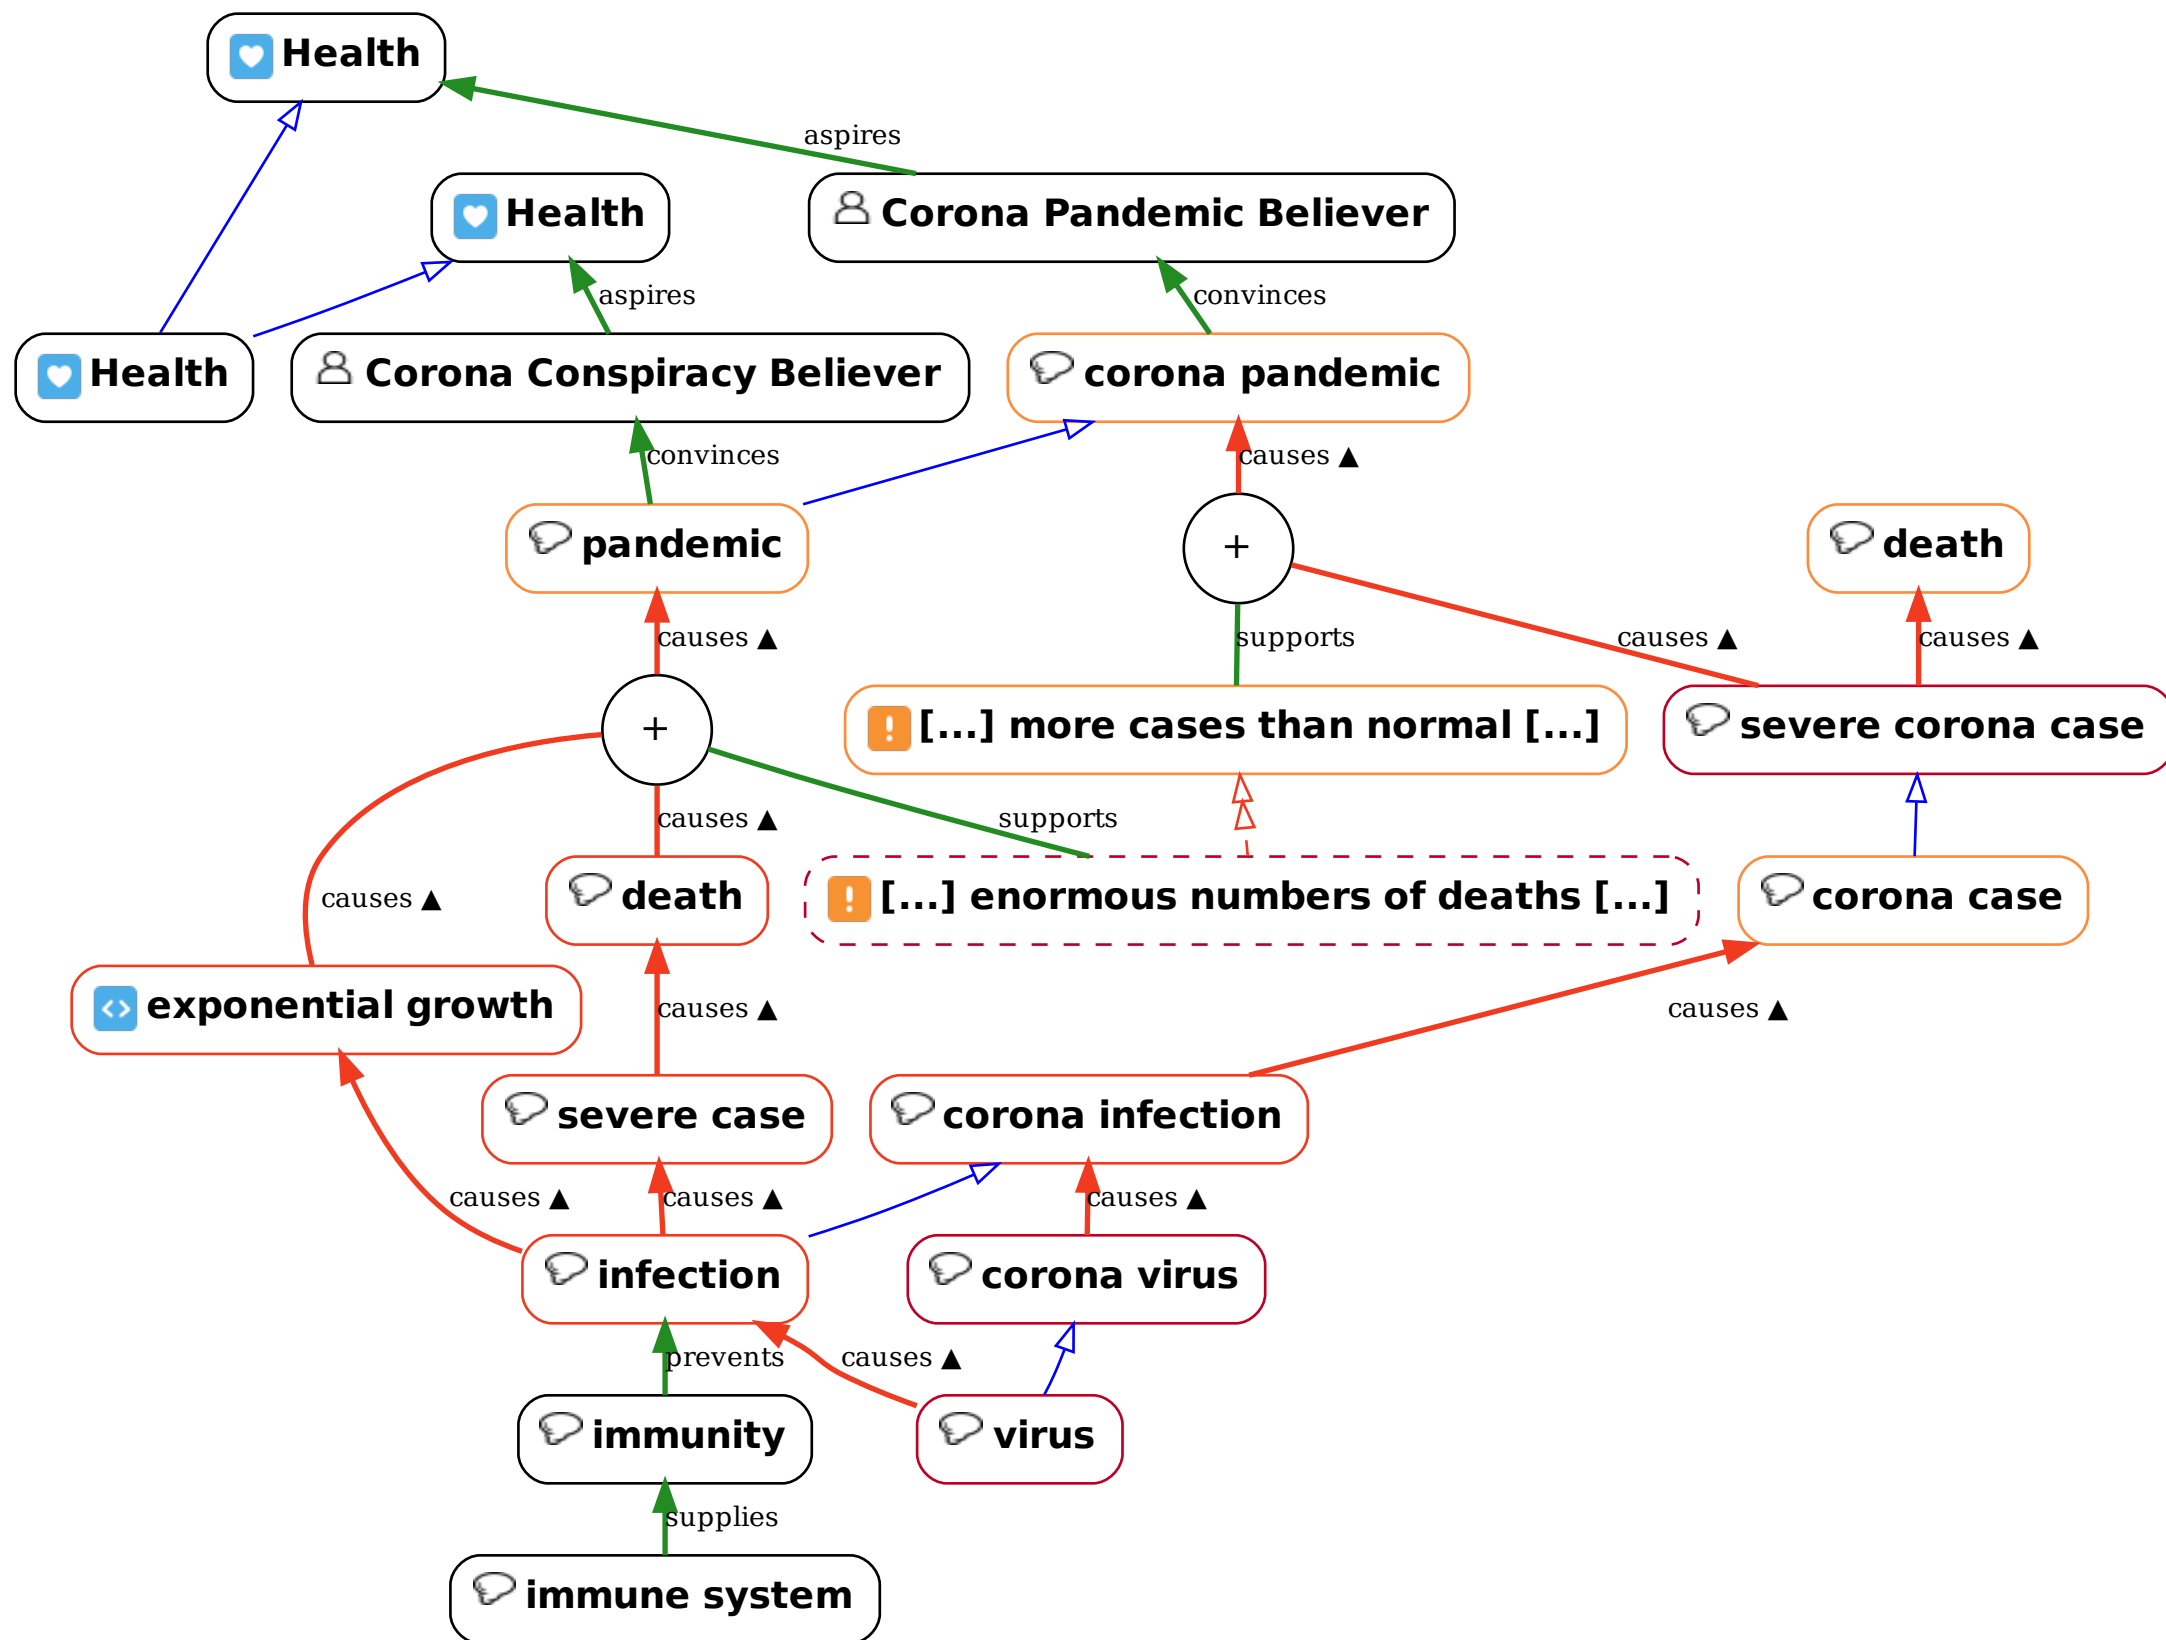 Health
aspires
Health
Corona Pandemic Believer
aspires
convinces
Health
Corona Conspiracy Believer
corona pandemic
convinces
causes ▲
pandemic
+
death
causes ▲
supports
causes ▲
causes ▲
+
[...] more cases than normal [...]
severe corona case
causes ▲
supports
causes ▲
death
[...] enormous numbers of deaths [...]
corona case
exponential growth
causes ▲
causes ▲
severe case
corona infection
causes ▲
causes ▲
causes ▲
infection
corona virus
prevents
causes ▲
immunity
virus
supplies
immune system